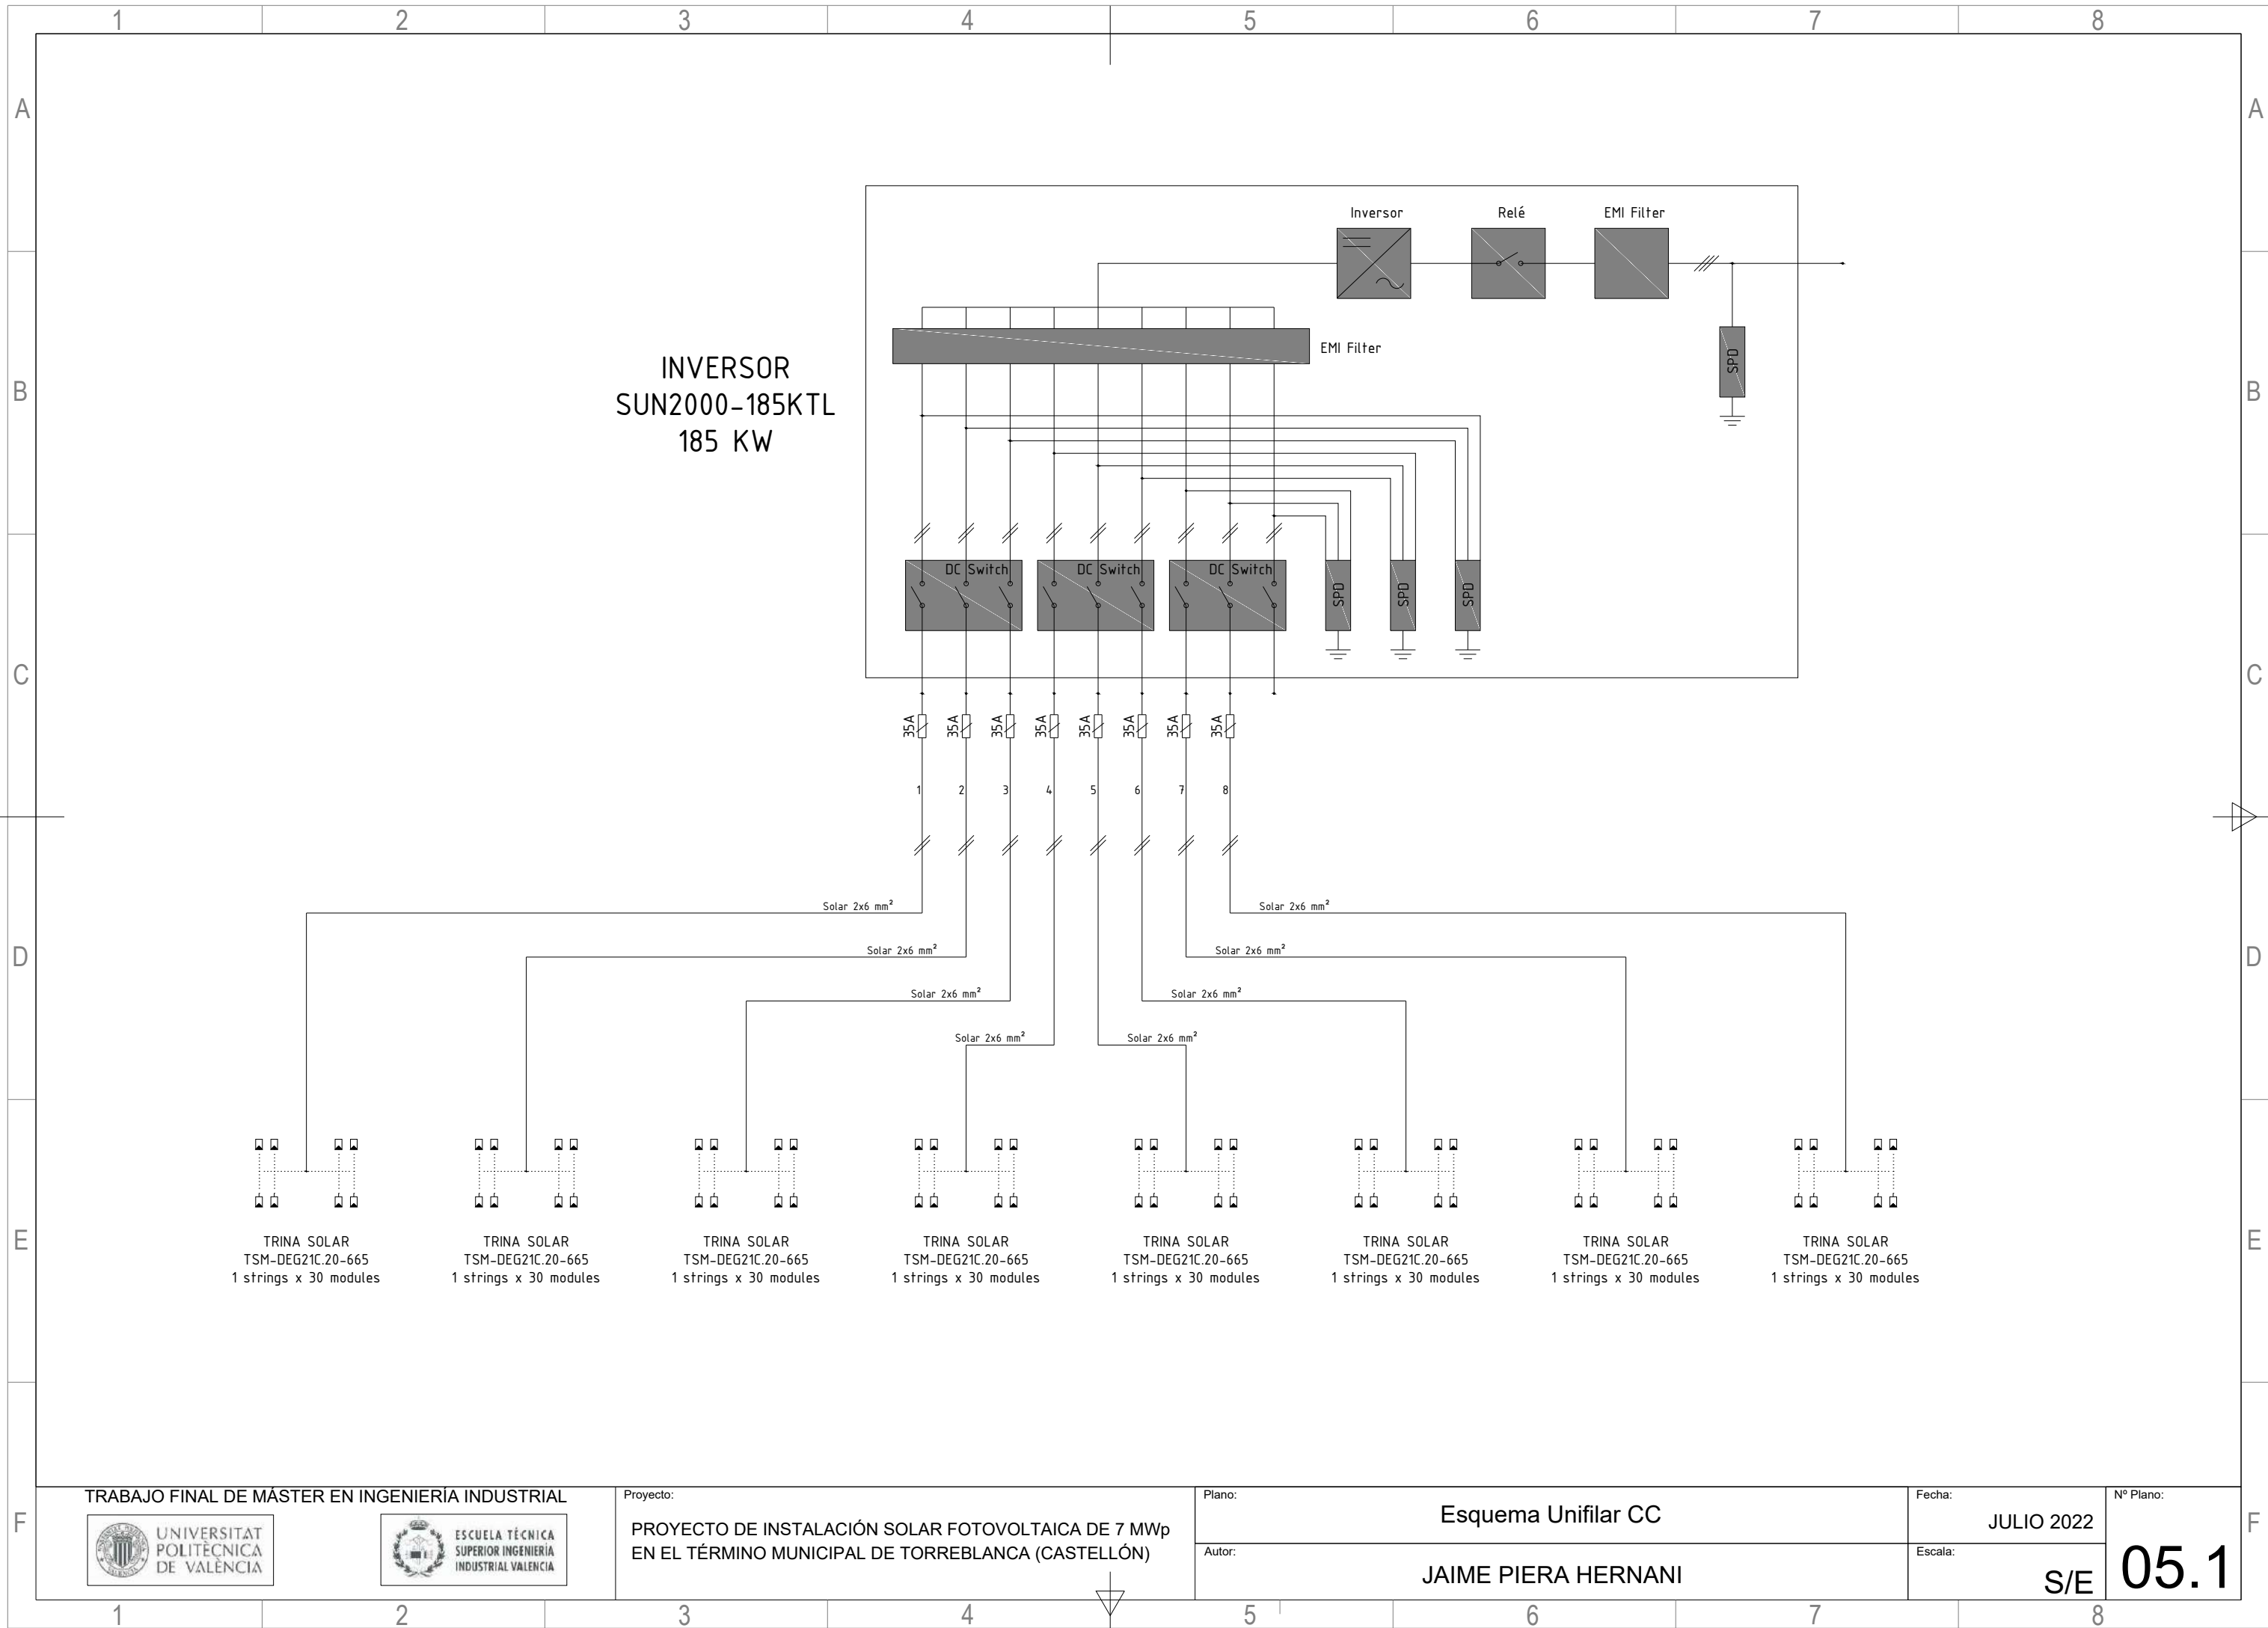 1 2 3 4 5 6 7 8
A A
B B
C C
D D
E E
F F
Inversor Relé EMI Filter
EMI Filter
SPD
INVERSOR
SUN2000-185KTL
185 KW
DC Switch DC Switch DC Switch
SPD SPD SPD
35A 35A 35A 35A 35A 35A 35A 35A
1 2 3 4 5 6 7 8
Solar 2x6 mm² Solar 2x6 mm²
Solar 2x6 mm² Solar 2x6 mm²
Solar 2x6 mm² Solar 2x6 mm²
Solar 2x6 mm² Solar 2x6 mm²
TRINA SOLAR TRINA SOLAR TRINA SOLAR TRINA SOLAR TRINA SOLAR TRINA SOLAR TRINA SOLAR TRINA SOLAR
TSM-DEG21C.20-665 TSM-DEG21C.20-665 TSM-DEG21C.20-665 TSM-DEG21C.20-665 TSM-DEG21C.20-665 TSM-DEG21C.20-665 TSM-DEG21C.20-665 TSM-DEG21C.20-665
1 strings x 30 modules 1 strings x 30 modules 1 strings x 30 modules 1 strings x 30 modules 1 strings x 30 modules 1 strings x 30 modules 1 strings x 30 modules 1 strings x 30 modules
TRABAJO FINAL DE MÁSTER EN INGENIERÍA INDUSTRIAL
UNIVERSITAT
POLITÈCNICA
DE VALÈNCIA
ESCUELA TÉCNICA
SUPERIOR INGENIERÍA
INDUSTRIAL VALENCIA
Proyecto:
PROYECTO DE INSTALACIÓN SOLAR FOTOVOLTAICA DE 7 MWp
EN EL TÉRMINO MUNICIPAL DE TORREBLANCA (CASTELLÓN)
Plano:
Esquema Unifilar CC
Autor:
JAIME PIERA HERNANI
Fecha:
JULIO 2022
Escala:
S/E
Nº Plano:
05.1
1 2 3 4 5 6 7 8